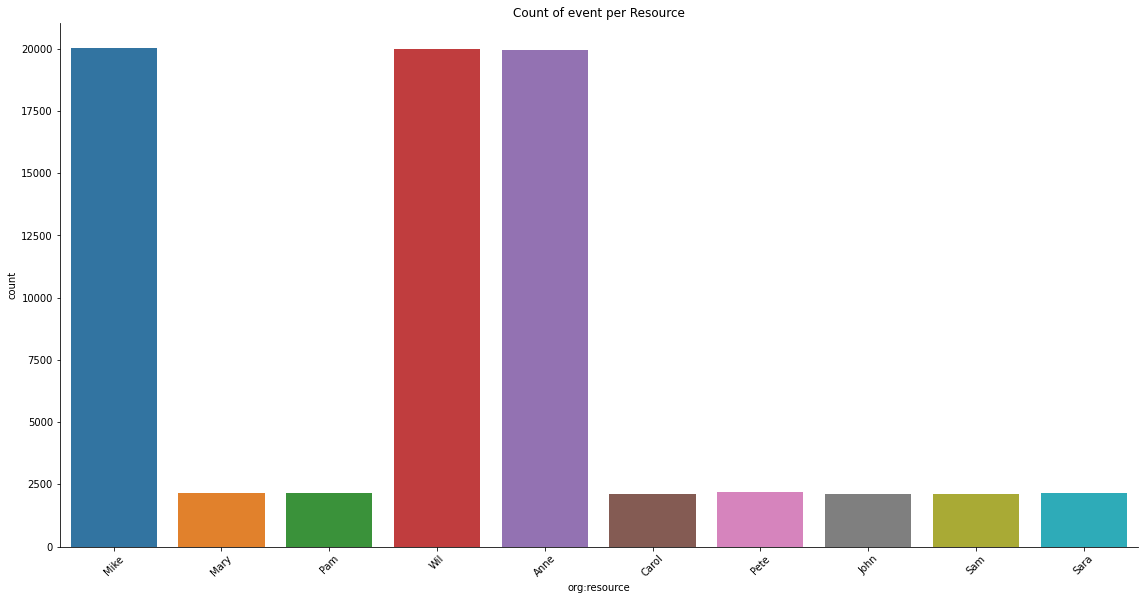 Count of event per Resource
20000
17500
15000
12500
10000
7500
5000
2500
0
count
Mike
Mary
Pam
Wil
Anne
Carol
Pete
John
Sam
Sara
org:resource